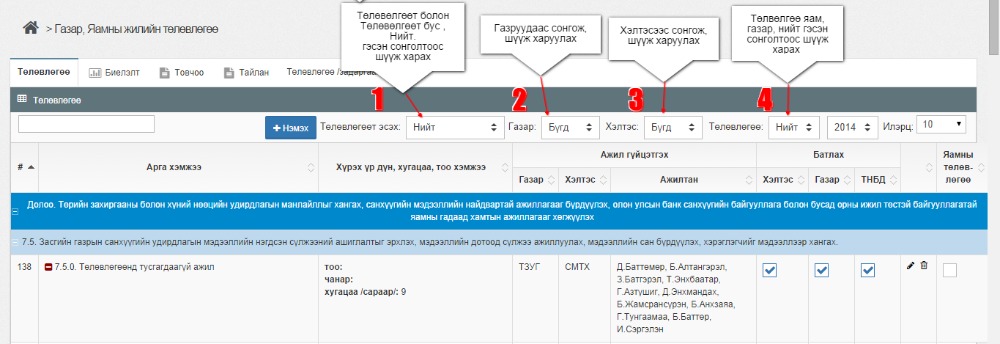 Төлөвлөгөөт болон
Төлөвлөгөөт бус ,
Нийт.
гэсэн сонголтоос
шүүж харах
Газруудаас сонгож,
шүүж харуулах
Хэлтсээс сонгож,
шүүж харуулах
Төлвөлгөө яам,
газар, нийт гэсэн
сонголтоос шүүж
харах
> Газар, Яамны жилийн төлөвлөгөө
Төлөвлөгөө Биелэлт Товчоо Тайлан Төлөвлөгөө /задаргаа
1 2 3 4
Төлөвлөгөө
+ Нэмэх Төлөвлөгөөт эсэх: Нийт Газар: Бүгд Хэлтэс: Бүгд Төлөвлөгөө: Нийт 2014 Илэрц: 10
# Арга хэмжээ Хүрэх үр дүн, хугацаа, тоо хэмжээ Ажил гүйцэтгэх Батлах Яамны төлөв-лөгөө
Газар Хэлтэс Ажилтан Хэлтэс Газар ТНБД
Долоо. Төрийн захиргааны болон хүний нөөцийн удирдлагын манлайллыг хангах, санхүүгийн мэдээллийн найдвартай ажиллагааг бүрдүүлэх, олон улсын банк санхүүгийн байгууллага болон бусад орны ижил төстэй байгууллагатай
яамны гадаад хамтын ажиллагааг хөгжүүлэх
7.5. Засгийн газрын санхүүгийн удирдлагын мэдээллийн нэгдсэн сүлжээний ашиглалтыг эрхлэх, мэдээллийн дотоод сүлжээ ажиллуулах, мэдээллийн сан бүрдүүлэх, хэрэглэгчийг мэдээллээр хангах.
138 7.5.0. Төлөвлөгөөнд тусгагдаагүй ажил
тоо:
чанар:
хугацаа /сараар/: 9
ТЗУГ СМТХ
Д.Баттөмөр, Б.Алтангэрэл,
З.Батгэрэл, Т.Энхбаатар,
Г.Азтүшиг, Д.Энхмандах,
Б.Жамсрансүрэн, Б.Анхзаяа,
Г.Тунгаамаа, Б.Баттөр,
И.Сэргэлэн